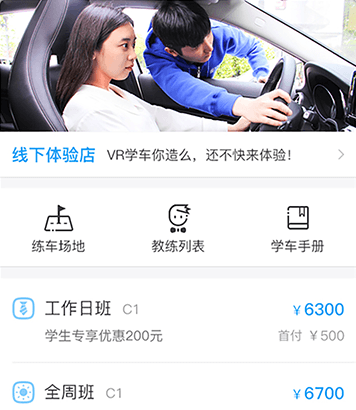 线下体验店 VR学车你造么，还不快来体验！
练车场地 教练列表 学车手册
工作日班 C1 ￥6300
学生专享优惠200元 首付 ￥500
全周班 C1 ￥6700